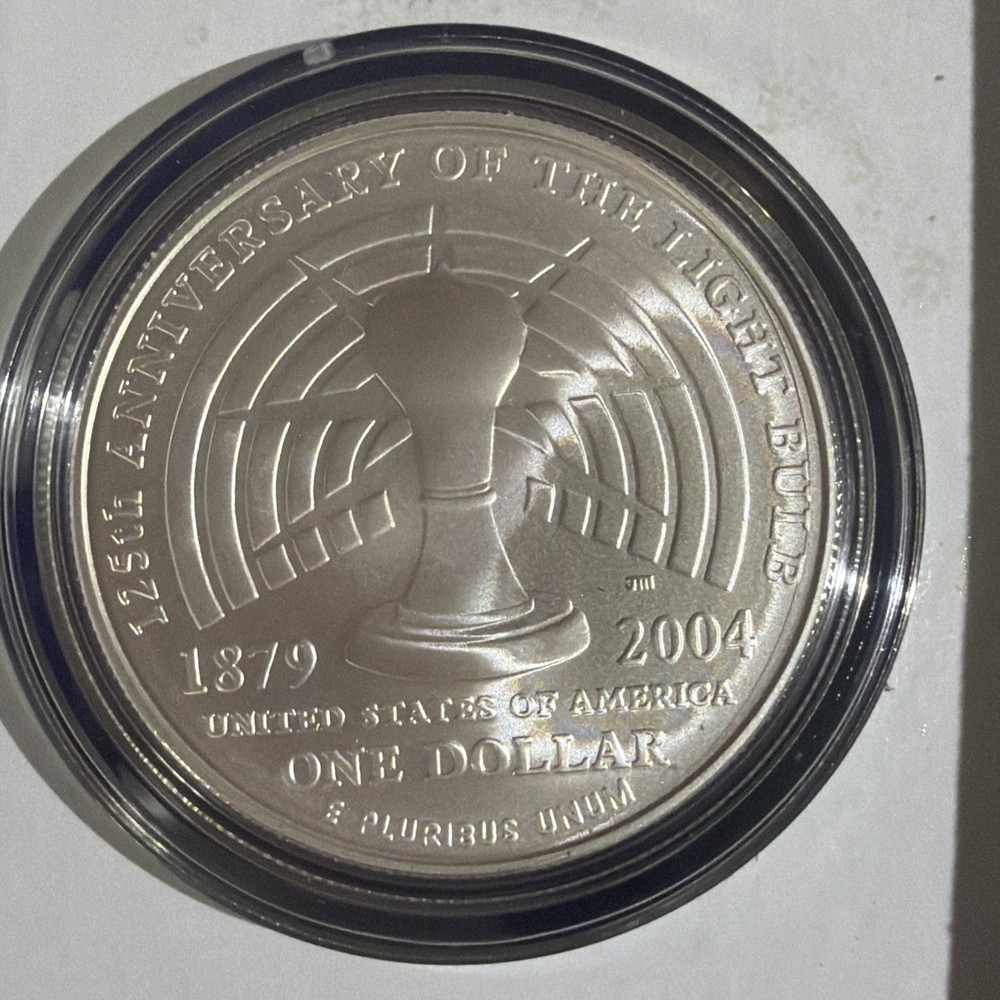 125th ANNIVERSARY OF THE LIGHT BULB
1879 2004
UNITED STATES OF AMERICA
ONE DOLLAR
E PLURIBUS UNUM